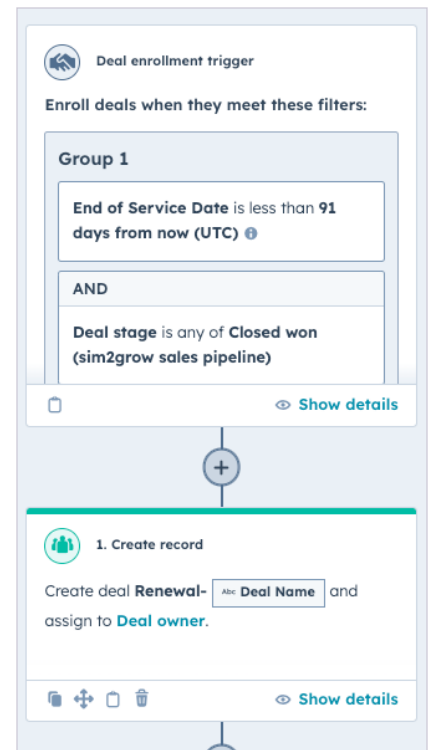 Deal enrollment trigger
Enroll deals when they meet these filters:
Group 1
End of Service Date is less than 91
days from now (UTC)
AND
Deal stage is any of Closed won
(sim2grow sales pipeline)
Show details
1. Create record
Create deal Renewal- Abc Deal Name and
assign to Deal owner.
Show details